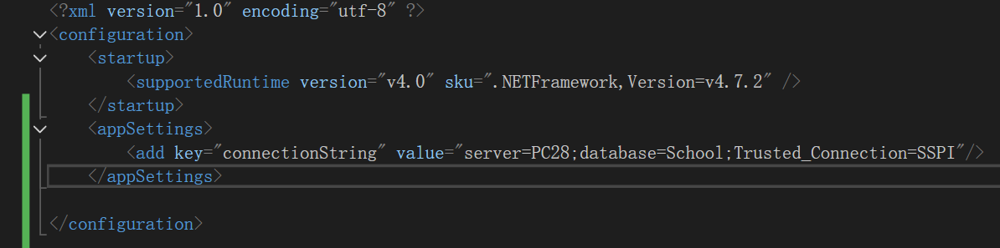 <?xml version="1.0" encoding="utf-8" ?>
<configuration>
<startup>
<supportedRuntime version="v4.0" sku=".NETFramework,Version=v4.7.2" />
</startup>
<appSettings>
<add key="connectionString" value="server=PC28;database=School;Trusted_Connection=SSPI"/>
</appSettings>
</configuration>